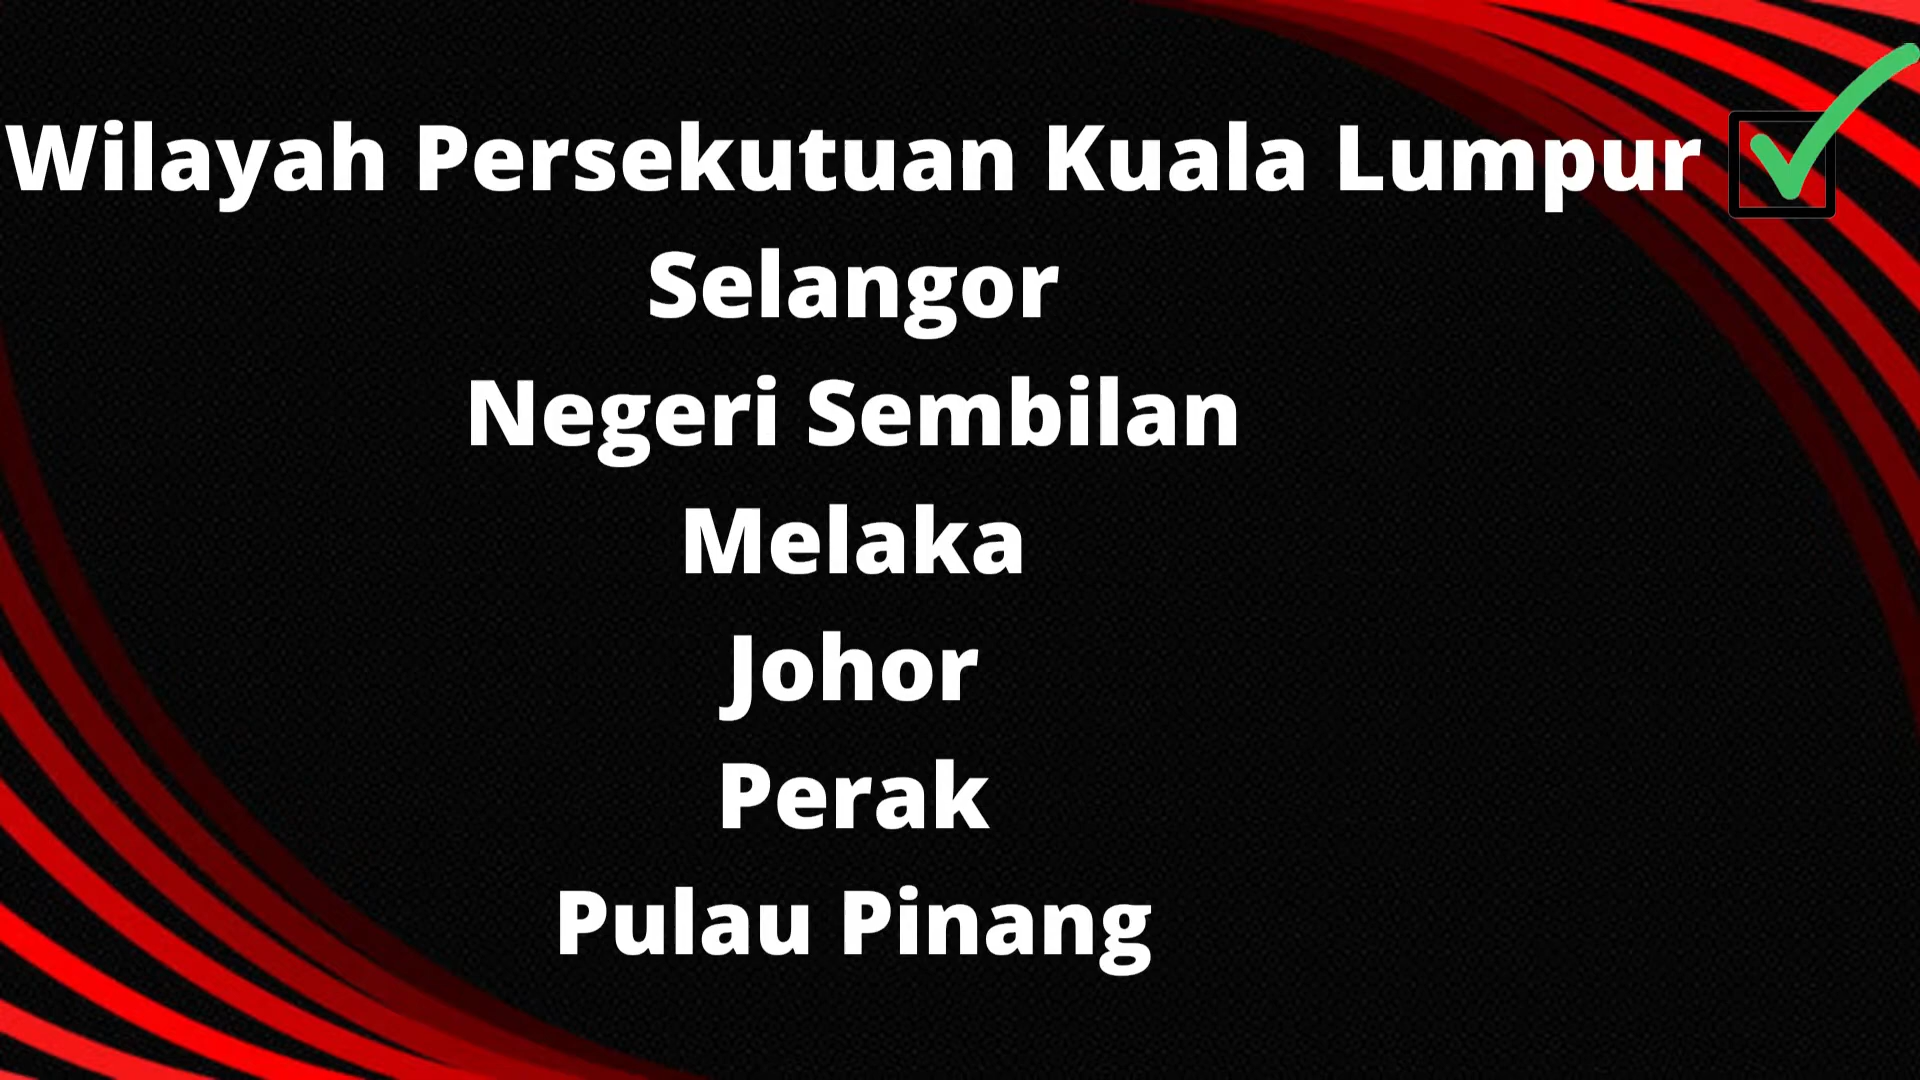 Wilayah Persekutuan Kuala Lumpur
Selangor
Negeri Sembilan
Melaka
Johor
Perak
Pulau Pinang